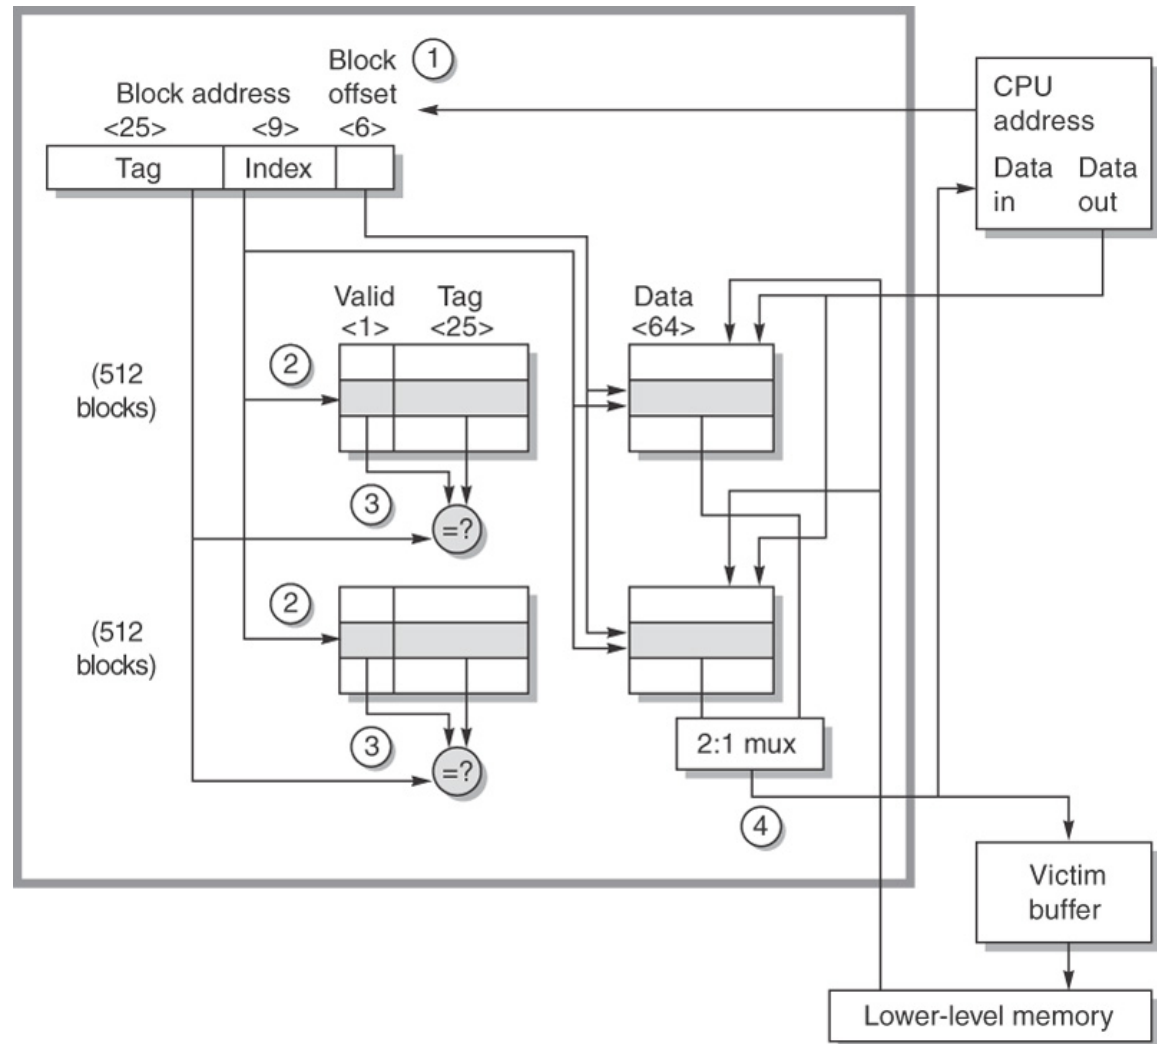 Block
offset
<6>
1
Block address
<25>
<9>
Tag
Index
CPU
address
Data
in
Data
out
Valid
<1>
Tag
<25>
Data
<64>
(512
blocks)
2
3
=?
(512
blocks)
2
3
=?
2:1 mux
4
Victim
buffer
Lower-level memory